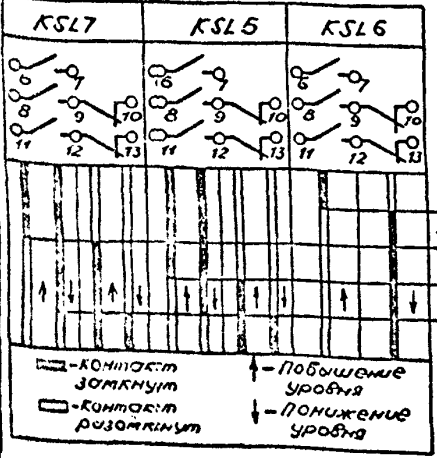 KSL7 KSL5 KSL6
6 7 6 7 6 7
8 9 10 8 9 10 8 9 10
11 12 13 11 12 13 11 12 13
- контакт замкнут
↑ - Повышение уровня
- контакт разомкнут
↓ - Понижение уровня